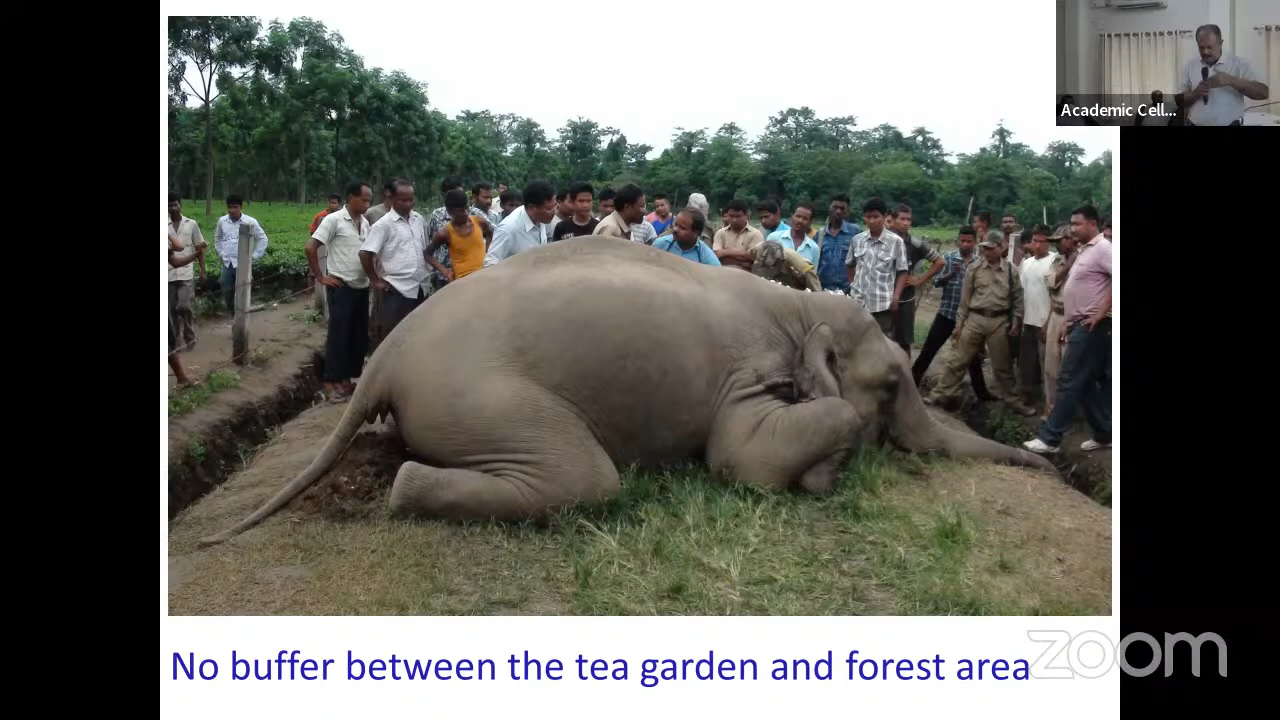 Academic Cell...
No buffer between the tea garden and forest area
zoom